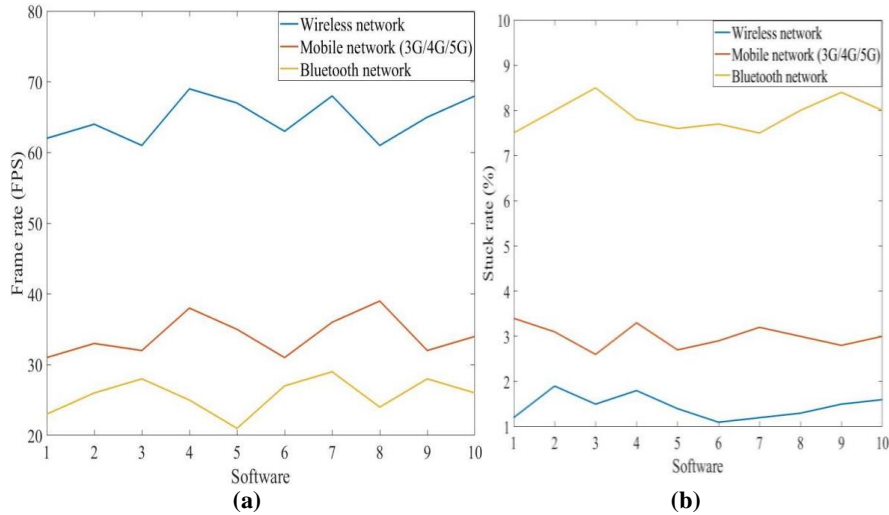 80
70
60
50
40
30
20
Frame rate (FPS)
Wireless network
Mobile network (3G/4G/5G)
Bluetooth network
1 2 3 4 5 6 7 8 9 10
Software
(a)
10
9
8
7
6
5
4
3
2
1
Stuck rate (%)
Wireless network
Mobile network (3G/4G/5G)
Bluetooth network
1 2 3 4 5 6 7 8 9 10
Software
(b)